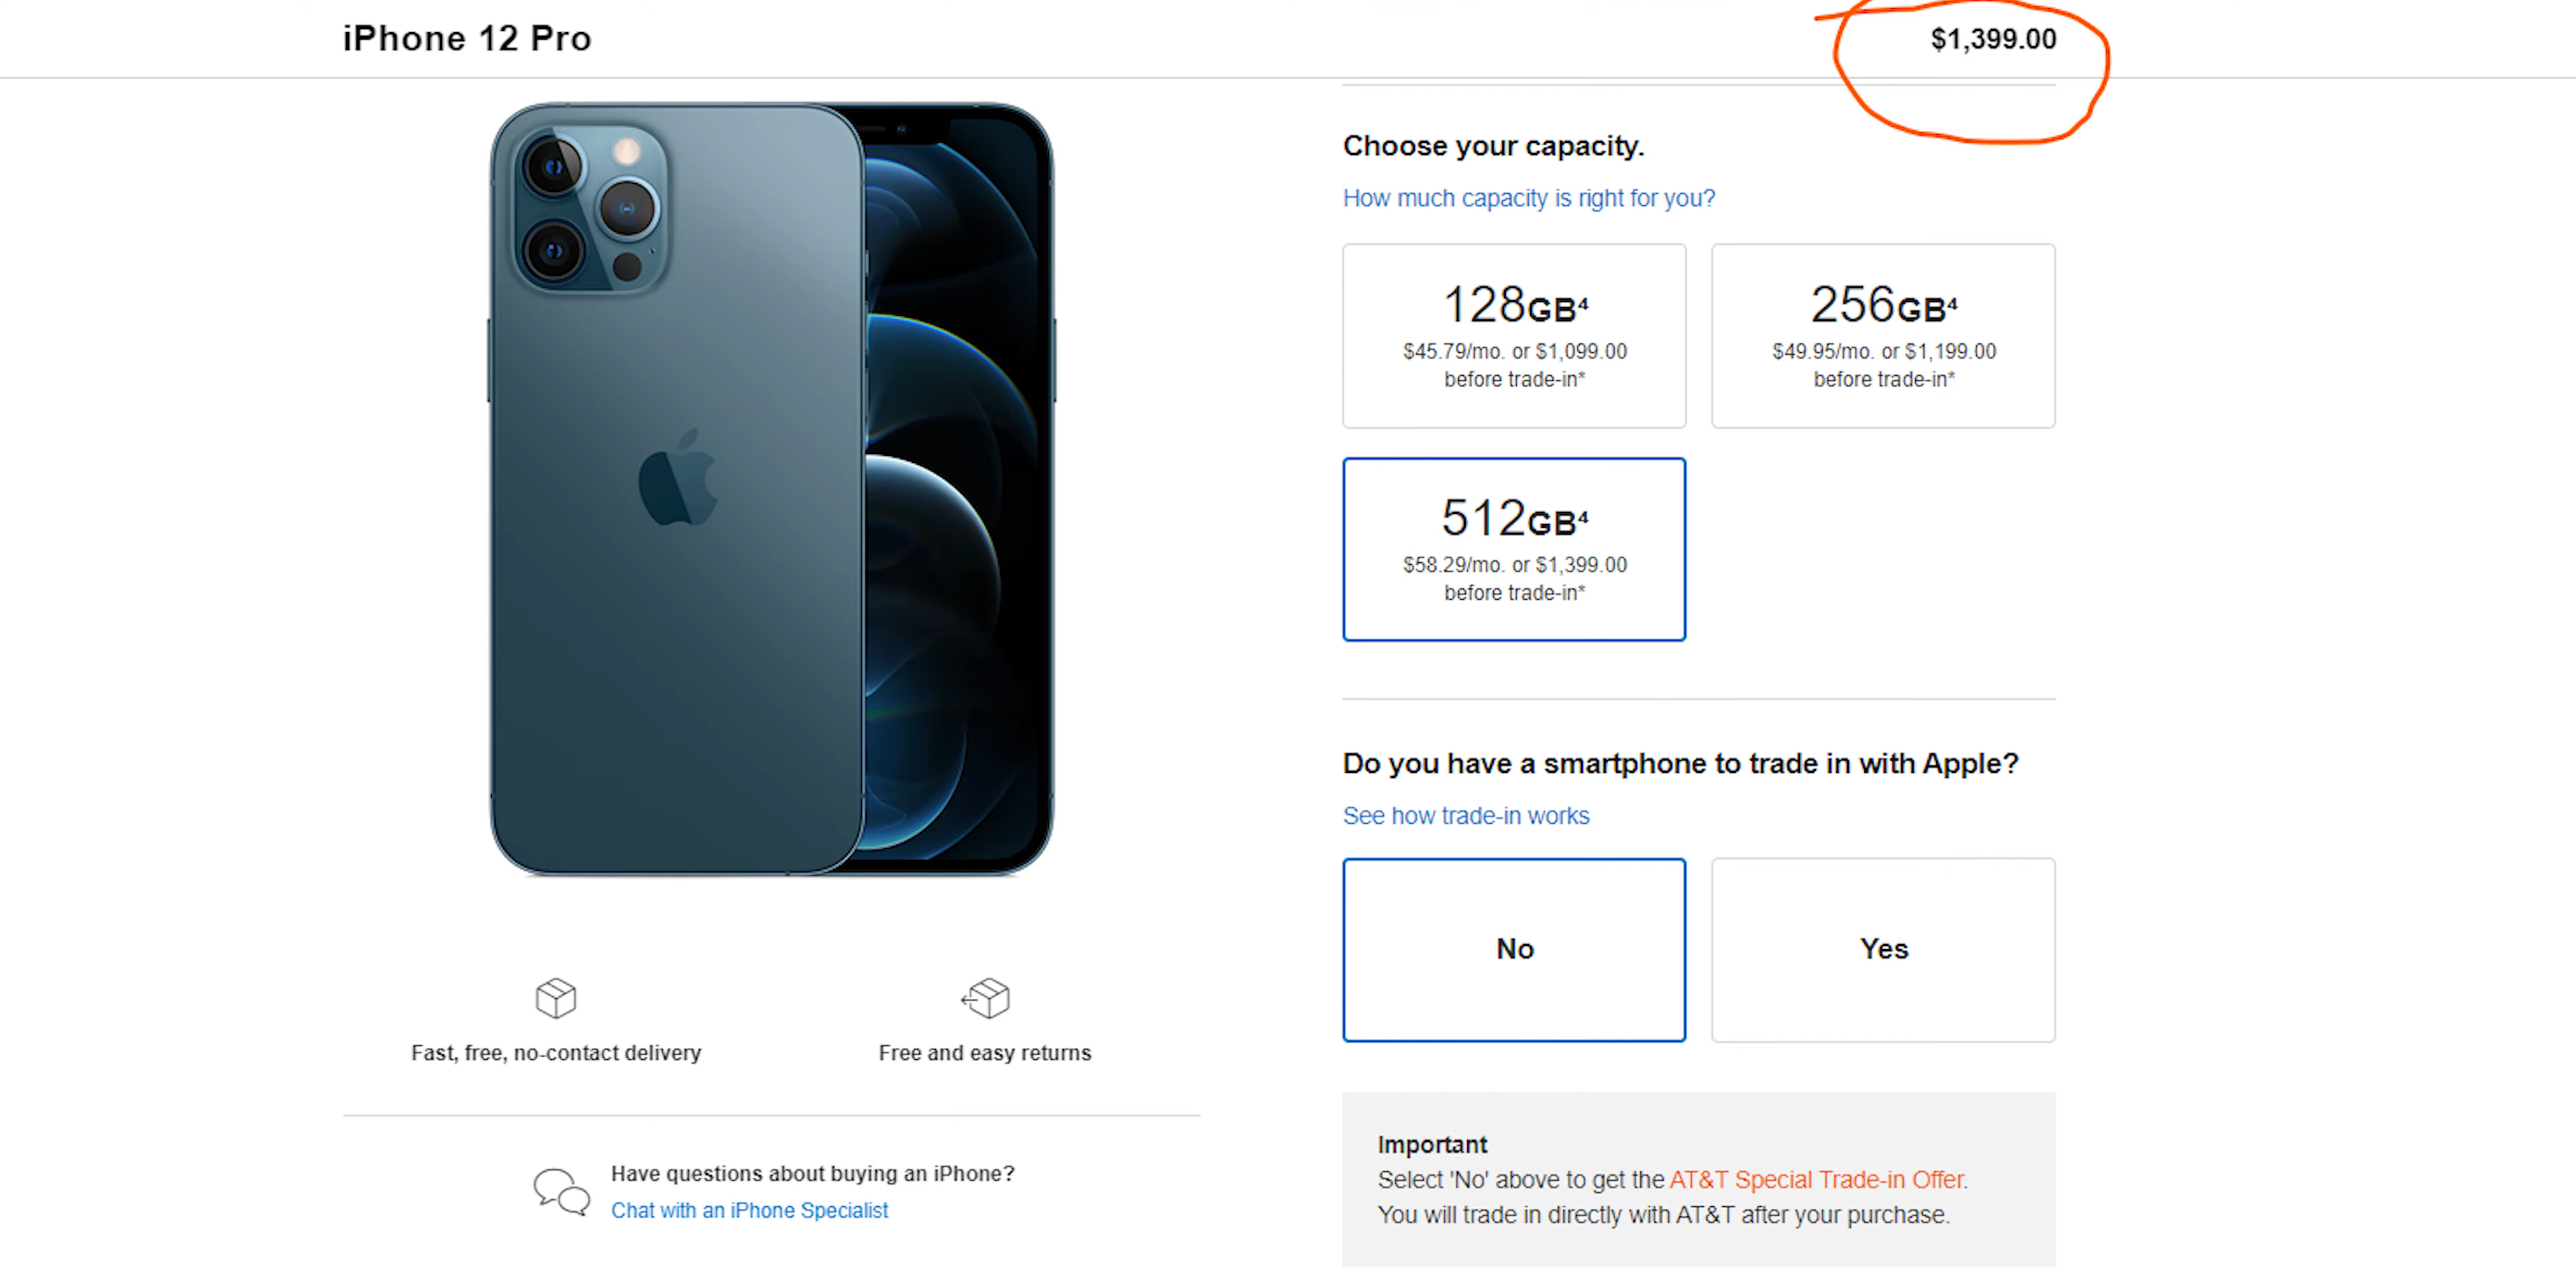 iPhone 12 Pro
$1,399.00
Choose your capacity.
How much capacity is right for you?
128GB⁴
$45.79/mo. or $1,099.00
before trade-in*
256GB⁴
$49.95/mo. or $1,199.00
before trade-in*
512GB⁴
$58.29/mo. or $1,399.00
before trade-in*
Do you have a smartphone to trade in with Apple?
See how trade-in works
No
Yes
Important
Select 'No' above to get the AT&T Special Trade-in Offer.
You will trade in directly with AT&T after your purchase.
Fast, free, no-contact delivery
Free and easy returns
Have questions about buying an iPhone?
Chat with an iPhone Specialist